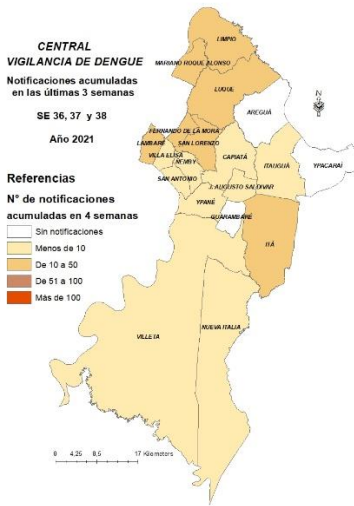 CENTRAL
VIGILANCIA DE DENGUE
Notificaciones acumuladas
en las últimas 3 semanas
SE 36, 37 y 38
Año 2021
Referencias
N° de notificaciones
acumuladas en 4 semanas
Sin notificaciones
Menos de 10
De 10 a 50
De 51 a 100
Más de 100
LIMPIO
MARIANO ROQUE ALONSO
LUQUE
AREGUÁ
N
FERNANDO DE LA MORA
LAMBARÉ
SAN LORENZO
VILLA ELISA
ÑEMBY
CAPIATÁ
ITAUGUÁ
YPACARAÍ
SAN ANTONIO
J.AUGUSTO SALDIVAR
YPANÉ
GUARAMBARÉ
ITÁ
VILLETA
NUEVA ITALIA
0 4,25 8,5 17 Kilometers